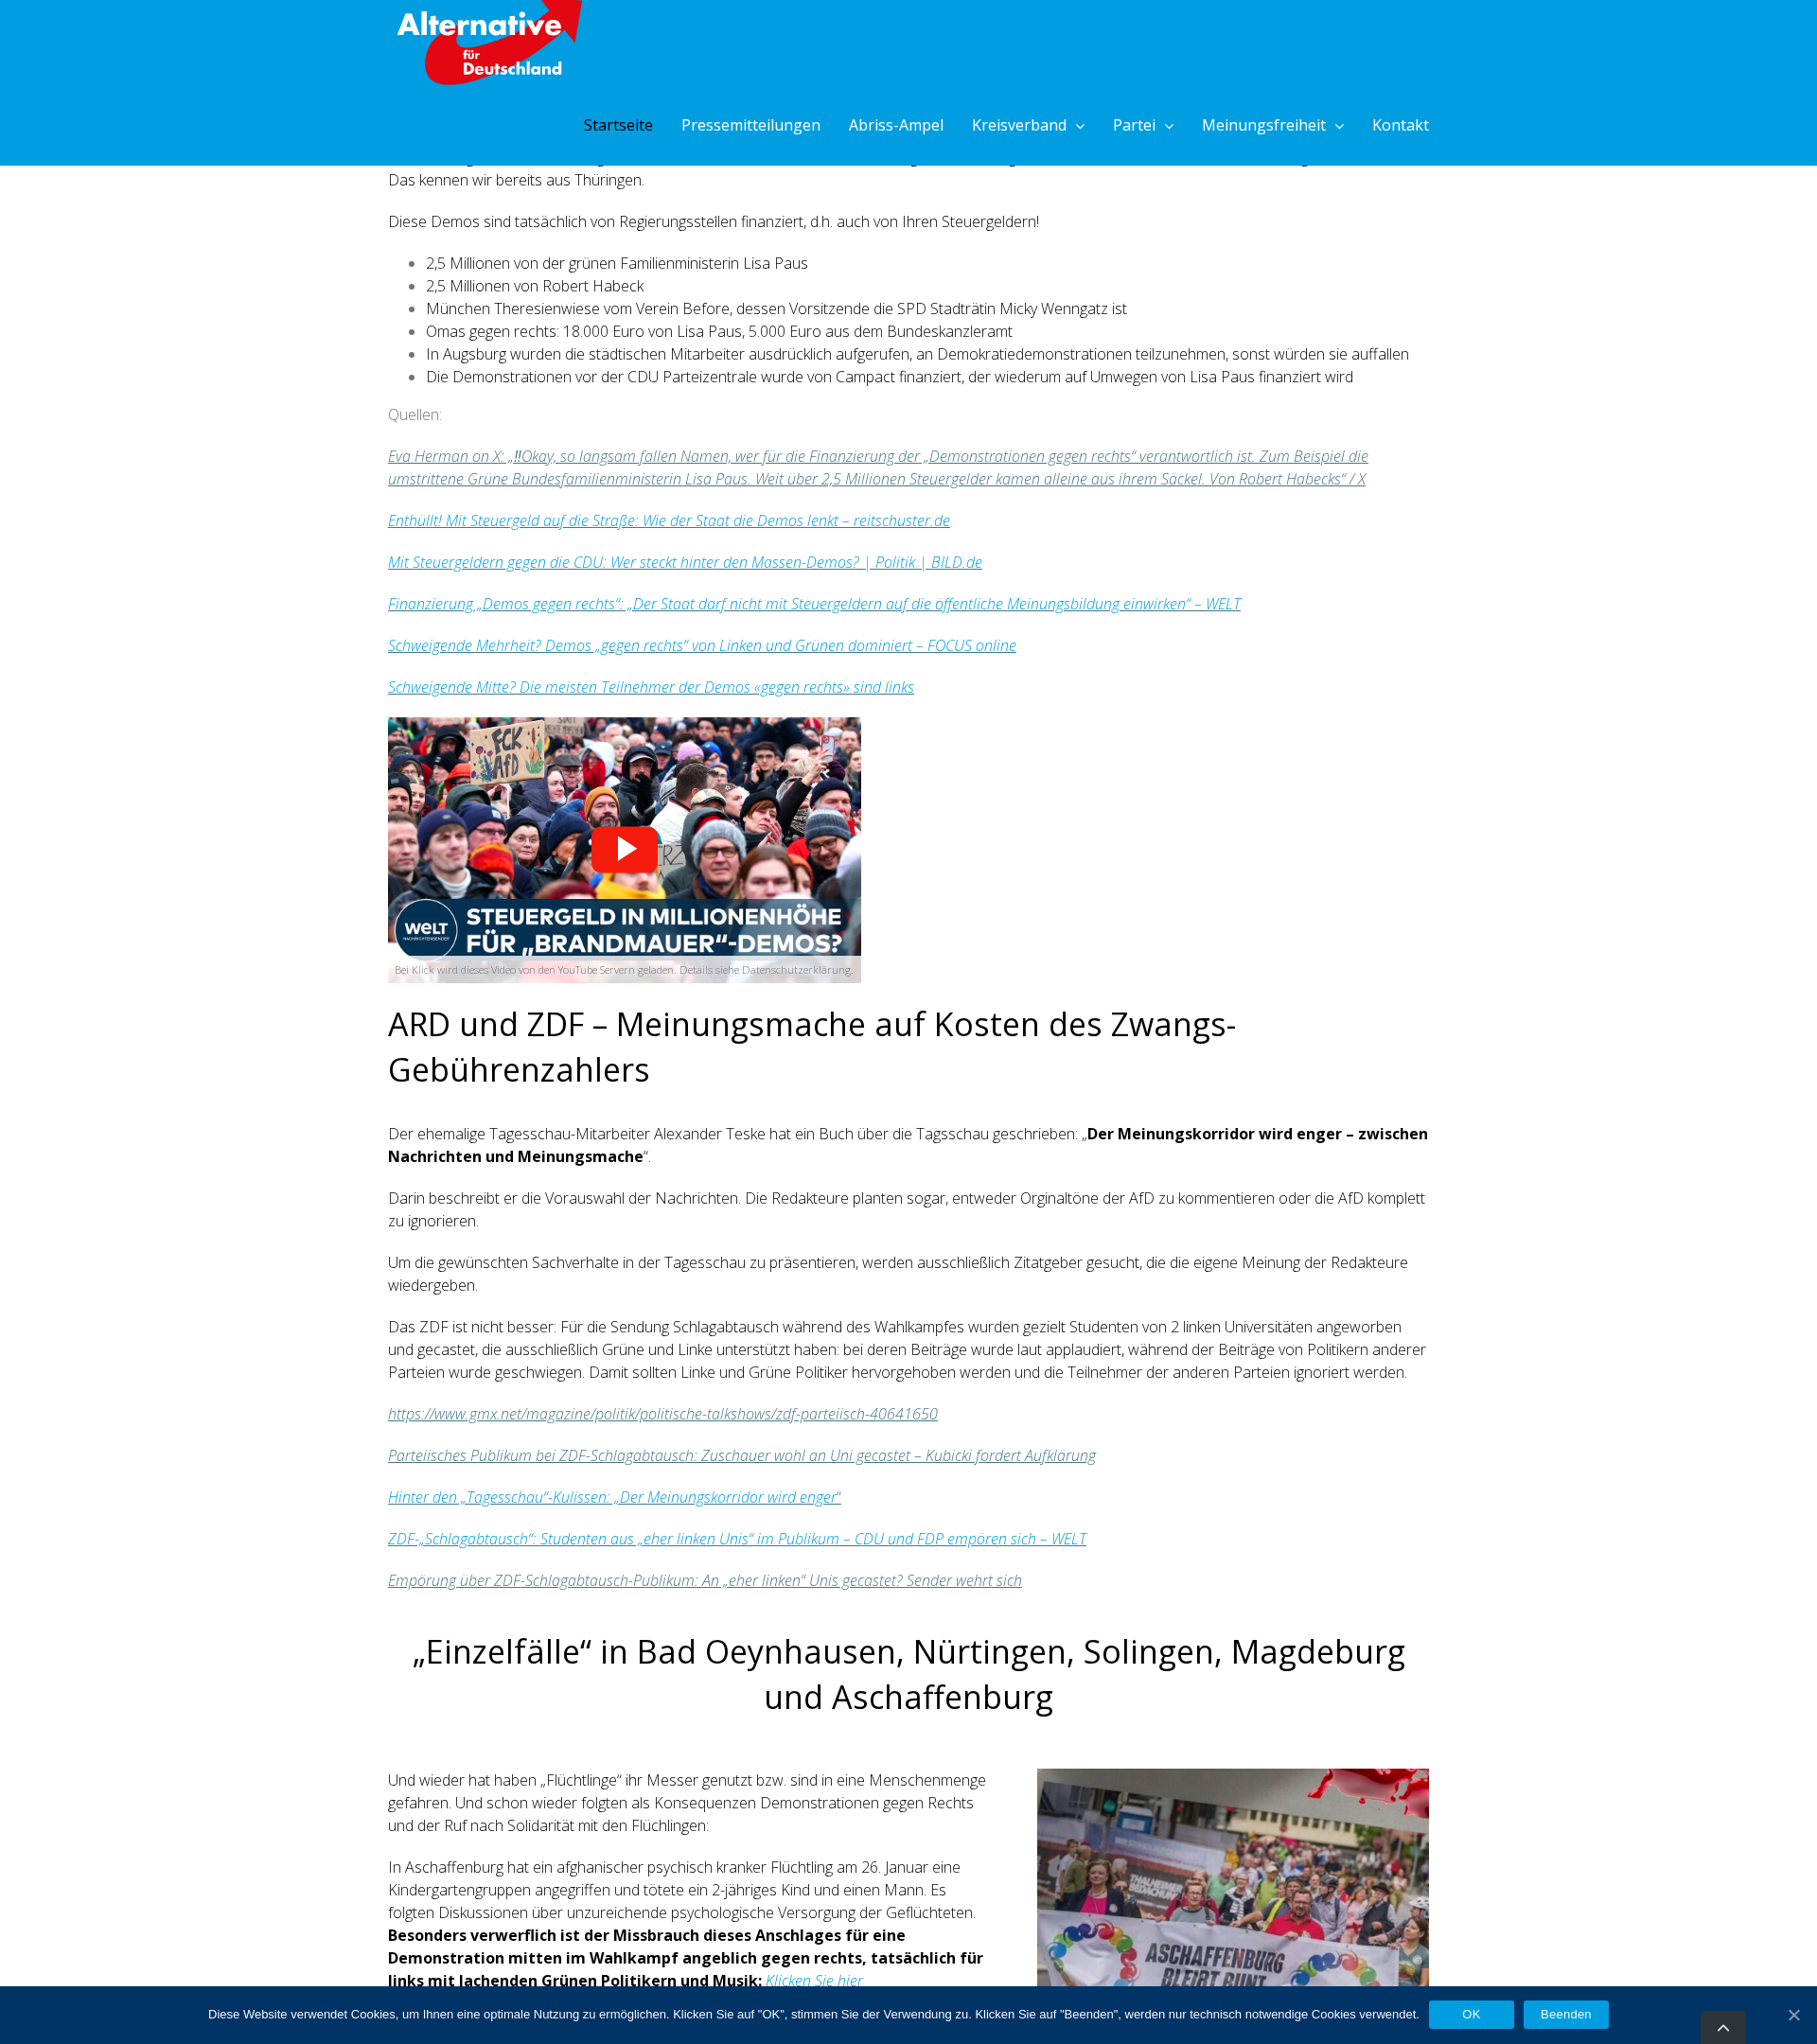 Alternative
für
Deutschland
Startseite Pressemitteilungen Abriss-Ampel Kreisverband Partei Meinungsfreiheit Kontakt
Das kennen wir bereits aus Thüringen.
Diese Demos sind tatsächlich von Regierungsstellen finanziert, d.h. auch von Ihren Steuergeldern!
2,5 Millionen von der grünen Familienministerin Lisa Paus
2,5 Millionen von Robert Habeck
München Theresienwiese vom Verein Before, dessen Vorsitzende die SPD Stadträtin Micky Wenngatz ist
Omas gegen rechts: 18.000 Euro von Lisa Paus, 5.000 Euro aus dem Bundeskanzleramt
In Augsburg wurden die städtischen Mitarbeiter ausdrücklich aufgerufen, an Demokratiedemonstrationen teilzunehmen, sonst würden sie auffallen
Die Demonstrationen vor der CDU Parteizentrale wurde von Campact finanziert, der wiederum auf Umwegen von Lisa Paus finanziert wird
Quellen:
Eva Herman on X: „‼Okay, so langsam fallen Namen, wer für die Finanzierung der „Demonstrationen gegen rechts“ verantwortlich ist. Zum Beispiel die
umstrittene Grüne Bundesfamilienministerin Lisa Paus. Weit über 2,5 Millionen Steuergelder kamen alleine aus ihrem Säckel. Von Robert Habecks“ / X
Enthüllt! Mit Steuergeld auf die Straße: Wie der Staat die Demos lenkt – reitschuster.de
Mit Steuergeldern gegen die CDU: Wer steckt hinter den Massen-Demos? | Politik | BILD.de
Finanzierung „Demos gegen rechts“: „Der Staat darf nicht mit Steuergeldern auf die öffentliche Meinungsbildung einwirken“ – WELT
Schweigende Mehrheit? Demos „gegen rechts“ von Linken und Grünen dominiert – FOCUS online
Schweigende Mitte? Die meisten Teilnehmer der Demos «gegen rechts» sind links
FCK
AfD
WELT
NACHRICHTENSENDER
STEUERGELD IN MILLIONENHÖHE
FÜR „BRANDMAUER“-DEMOS?
Bei Klick wird dieses Video von den YouTube Servern geladen. Details siehe Datenschutzerklärung.
ARD und ZDF – Meinungsmache auf Kosten des Zwangs-
Gebührenzahlers
Der ehemalige Tagesschau-Mitarbeiter Alexander Teske hat ein Buch über die Tagsschau geschrieben: „Der Meinungskorridor wird enger – zwischen
Nachrichten und Meinungsmache“.
Darin beschreibt er die Vorauswahl der Nachrichten. Die Redakteure planten sogar, entweder Orginaltöne der AfD zu kommentieren oder die AfD komplett
zu ignorieren.
Um die gewünschten Sachverhalte in der Tagesschau zu präsentieren, werden ausschließlich Zitatgeber gesucht, die die eigene Meinung der Redakteure
wiedergeben.
Das ZDF ist nicht besser: Für die Sendung Schlagabtausch während des Wahlkampfes wurden gezielt Studenten von 2 linken Universitäten angeworben
und gecastet, die ausschließlich Grüne und Linke unterstützt haben: bei deren Beiträge wurde laut applaudiert, während der Beiträge von Politikern anderer
Parteien wurde geschwiegen. Damit sollten Linke und Grüne Politiker hervorgehoben werden und die Teilnehmer der anderen Parteien ignoriert werden.
https://www.gmx.net/magazine/politik/politische-talkshows/zdf-parteiisch-40641650
Parteiisches Publikum bei ZDF-Schlagabtausch: Zuschauer wohl an Uni gecastet – Kubicki fordert Aufklärung
Hinter den „Tagesschau“-Kulissen: „Der Meinungskorridor wird enger“
ZDF-„Schlagabtausch“: Studenten aus „eher linken Unis“ im Publikum – CDU und FDP empören sich – WELT
Empörung über ZDF-Schlagabtausch-Publikum: An „eher linken“ Unis gecastet? Sender wehrt sich
„Einzelfälle“ in Bad Oeynhausen, Nürtingen, Solingen, Magdeburg
und Aschaffenburg
Und wieder hat haben „Flüchtlinge“ ihr Messer genutzt bzw. sind in eine Menschenmenge
gefahren. Und schon wieder folgten als Konsequenzen Demonstrationen gegen Rechts
und der Ruf nach Solidarität mit den Flüchlingen:
In Aschaffenburg hat ein afghanischer psychisch kranker Flüchtling am 26. Januar eine
Kindergartengruppen angegriffen und tötete ein 2-jähriges Kind und einen Mann. Es
folgten Diskussionen über unzureichende psychologische Versorgung der Geflüchteten.
Besonders verwerflich ist der Missbrauch dieses Anschlages für eine
Demonstration mitten im Wahlkampf angeblich gegen rechts, tatsächlich für
links mit lachenden Grünen Politikern und Musik: Klicken Sie hier
ASCHAFFENBURG
BLEIBT BUNT
Diese Website verwendet Cookies, um Ihnen eine optimale Nutzung zu ermöglichen. Klicken Sie auf "OK", stimmen Sie der Verwendung zu. Klicken Sie auf "Beenden", werden nur technisch notwendige Cookies verwendet. OK Beenden